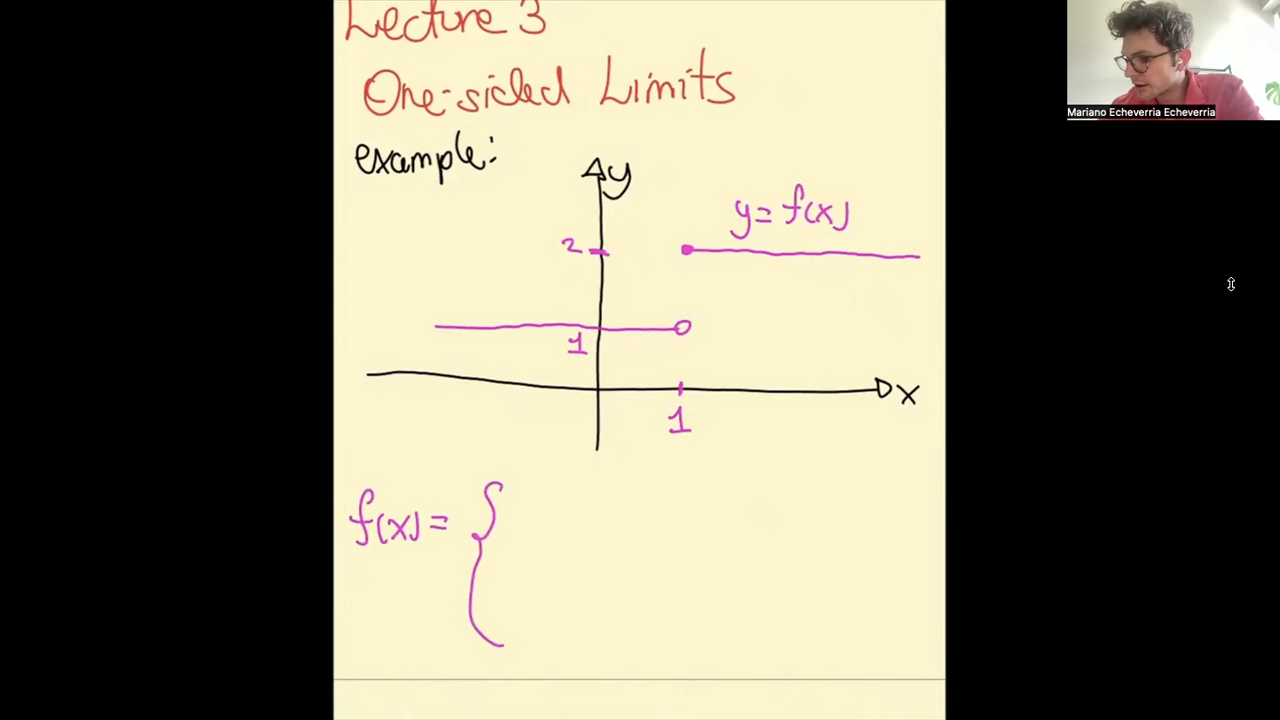 Lecture 3
Mariano Echeverria Echeverria
One-sided Limits
example:
y
y = f(x)
2
1
x
1
f(x) = {